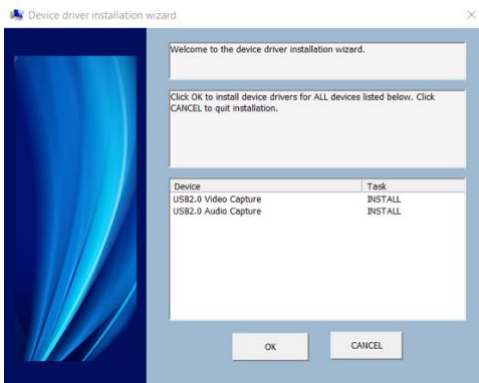 Device driver installation wizard
Welcome to the device driver installation wizard.
Click OK to install device drivers for ALL devices listed below. Click
CANCEL to quit installation.
Device Task
USB2.0 Video Capture INSTALL
USB2.0 Audio Capture INSTALL
OK CANCEL